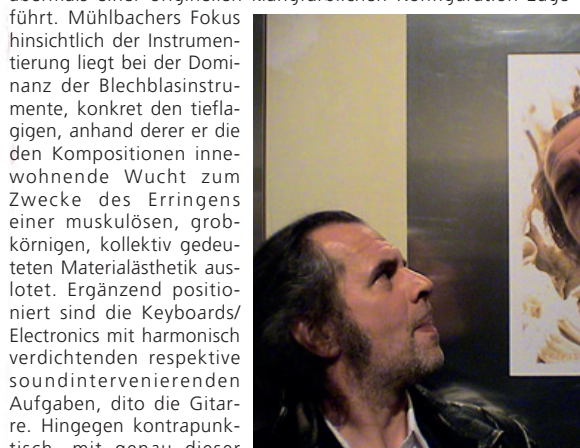 führt. Mühlbachers Fokus
hinsichtlich der Instrumen-
tierung liegt bei der Domi-
nanz der Blechblasinstru-
mente, konkret den tiefla-
gigen, anhand derer er die
den Kompositionen inne-
wohnende Wucht zum
Zwecke des Erringens
einer muskulösen, grob-
körnigen, kollektiv gedeu-
teten Materialästhetik aus-
lotet. Ergänzend positio-
niert sind die Keyboards/
Electronics mit harmonisch
verdichtenden respektive
soundintervenierenden
Aufgaben, dito die Gitar-
re. Hingegen kontrapunk-
tisch, mit genau dieser